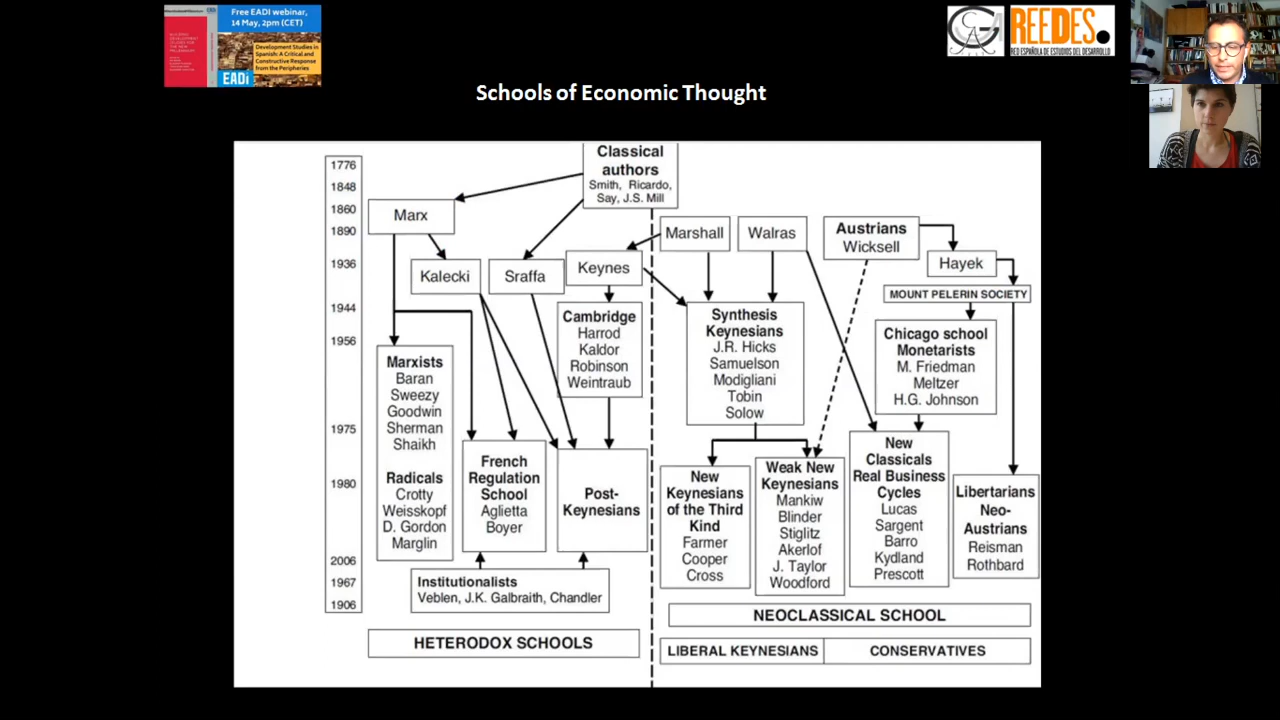 Free EADI webinar,
14 May, 2pm (CET)
BUILDING
DEVELOPMENT
STUDIES FOR
THE NEW
MILLENNIUM
Development Studies in
Spanish: A Critical and
Constructive Response
from the Peripheries
EADi
REEDES.
RED ESPAÑOLA DE ESTUDIOS DEL DESARROLLO
Schools of Economic Thought
1776
1848
1860
1890
1936
1944
1956
1975
1980
2006
1967
1906
Classical
authors
Smith, Ricardo,
Say, J.S. Mill
Marx
Marshall
Walras
Austrians
Wicksell
Kalecki
Sraffa
Keynes
Hayek
MOUNT PELERIN SOCIETY
Cambridge
Harrod
Kaldor
Robinson
Weintraub
Synthesis
Keynesians
J.R. Hicks
Samuelson
Modigliani
Tobin
Solow
Chicago school
Monetarists
M. Friedman
Meltzer
H.G. Johnson
Marxists
Baran
Sweezy
Goodwin
Sherman
Shaikh
Radicals
Crotty
Weisskopf
D. Gordon
Marglin
French
Regulation
School
Aglietta
Boyer
Post-
Keynesians
New
Keynesians
of the Third
Kind
Farmer
Cooper
Cross
Weak New
Keynesians
Mankiw
Blinder
Stiglitz
Akerlof
J. Taylor
Woodford
New
Classicals
Real Business
Cycles
Lucas
Sargent
Barro
Kydland
Prescott
Libertarians
Neo-
Austrians
Reisman
Rothbard
Institutionalists
Veblen, J.K. Galbraith, Chandler
HETERODOX SCHOOLS
NEOCLASSICAL SCHOOL
LIBERAL KEYNESIANS
CONSERVATIVES